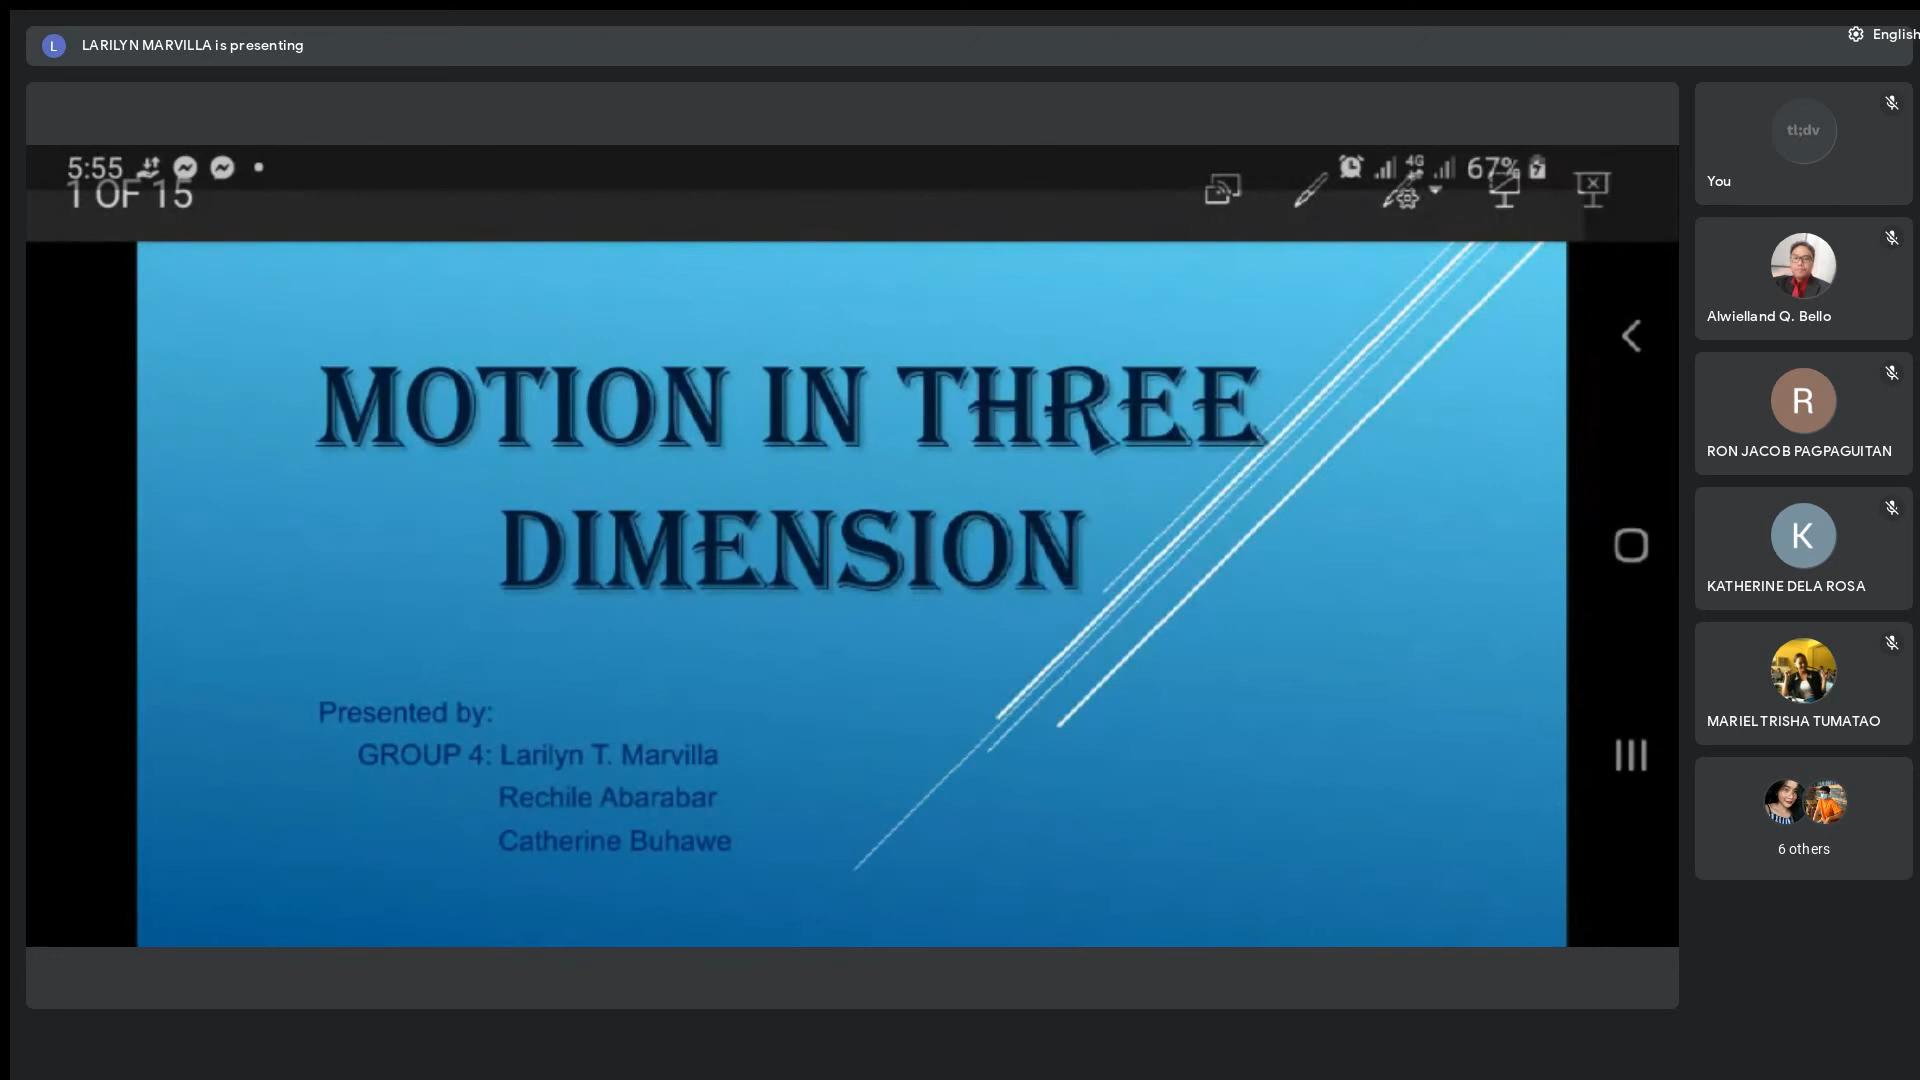 L LARILYN MARVILLA is presenting
English
5:55 4G 67%
1 OF 15
MOTION IN THREE
DIMENSION
Presented by:
GROUP 4: Larilyn T. Marvilla
Rechile Abarabar
Catherine Buhawe
tl;dv
You
Alwielland Q. Bello
R
RON JACOB PAGPAGUITAN
K
KATHERINE DELA ROSA
MARIEL TRISHA TUMATAO
6 others